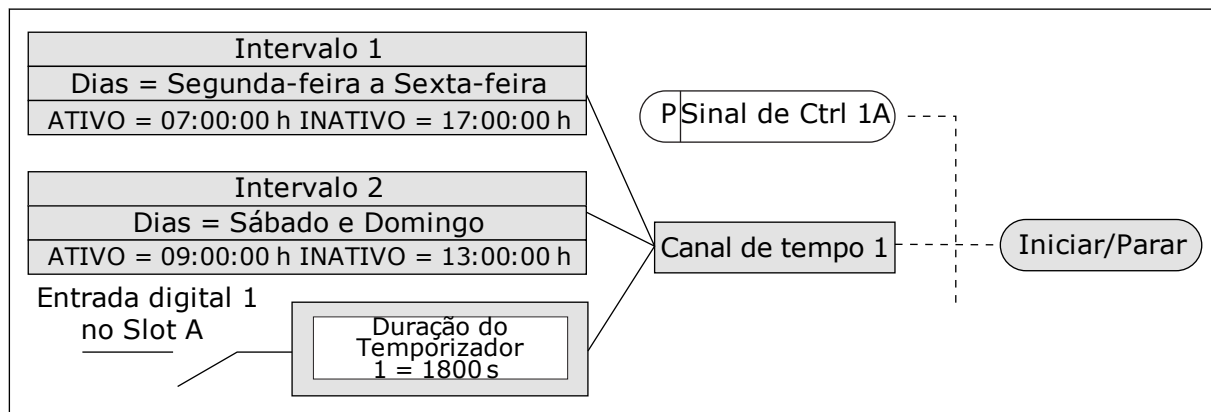 Intervalo 1
Dias = Segunda-feira a Sexta-feira
ATIVO = 07:00:00 h INATIVO = 17:00:00 h
P Sinal de Ctrl 1A
Intervalo 2
Dias = Sábado e Domingo
ATIVO = 09:00:00 h INATIVO = 13:00:00 h
Canal de tempo 1
Iniciar/Parar
Entrada digital 1
no Slot A
Duração do
Temporizador
1 = 1800 s